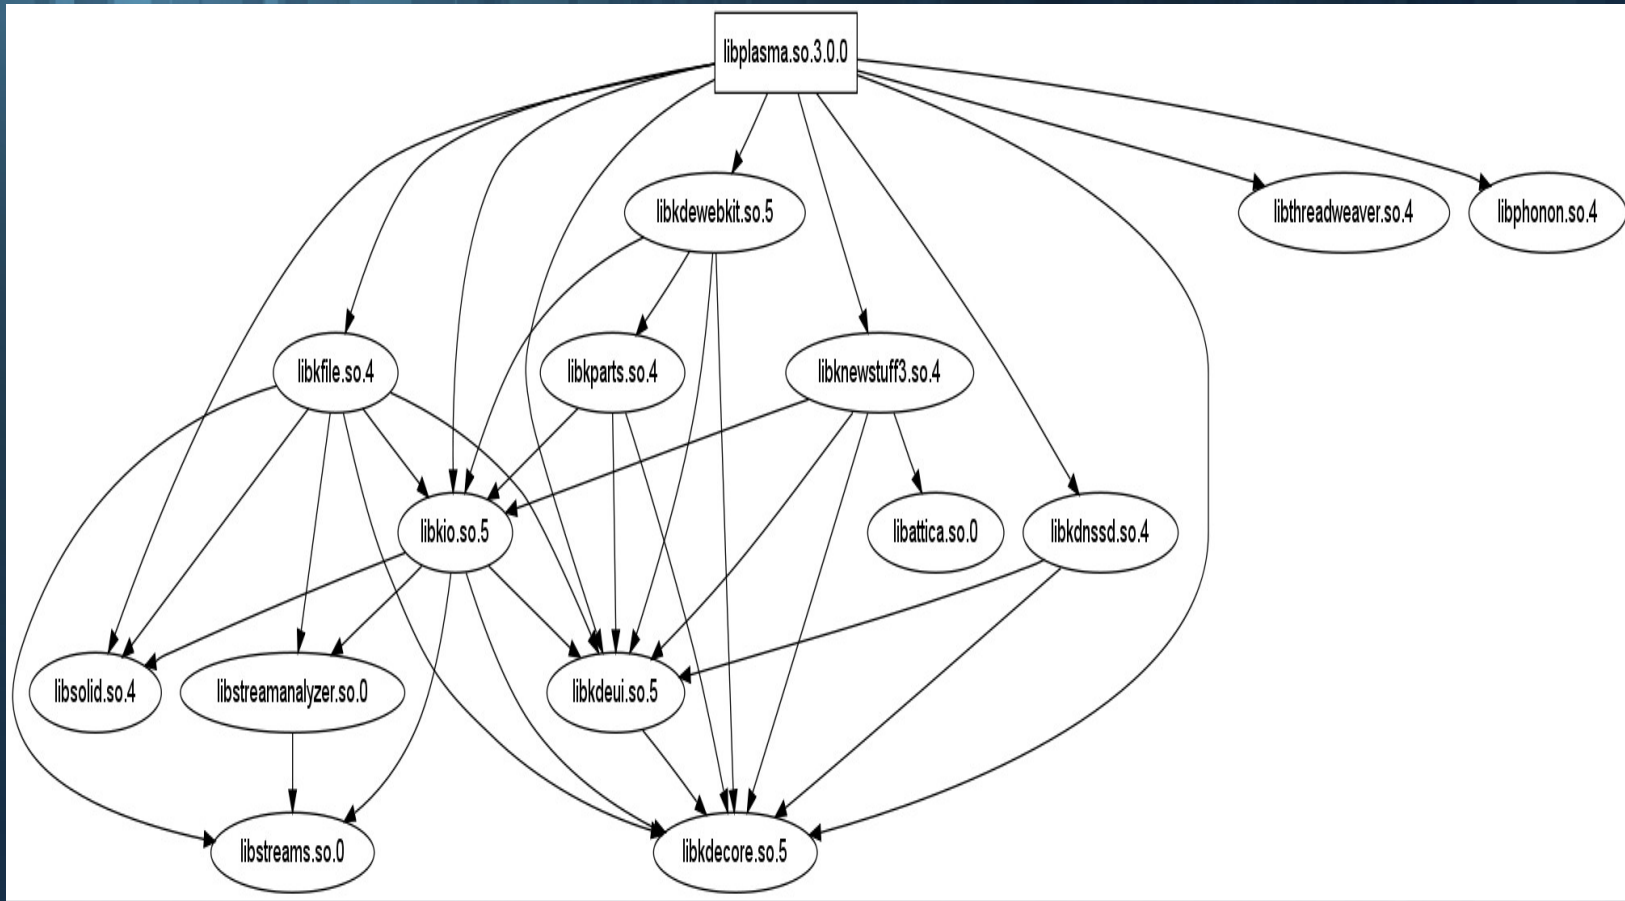 libplasma.so.3.0.0
libkdewebkit.so.5
libthreadweaver.so.4
libphonon.so.4
libkfile.so.4
libkparts.so.4
libknewstuff3.so.4
libkio.so.5
libattica.so.0
libkdnssd.so.4
libsolid.so.4
libstreamanalyzer.so.0
libkdeui.so.5
libstreams.so.0
libkdecore.so.5